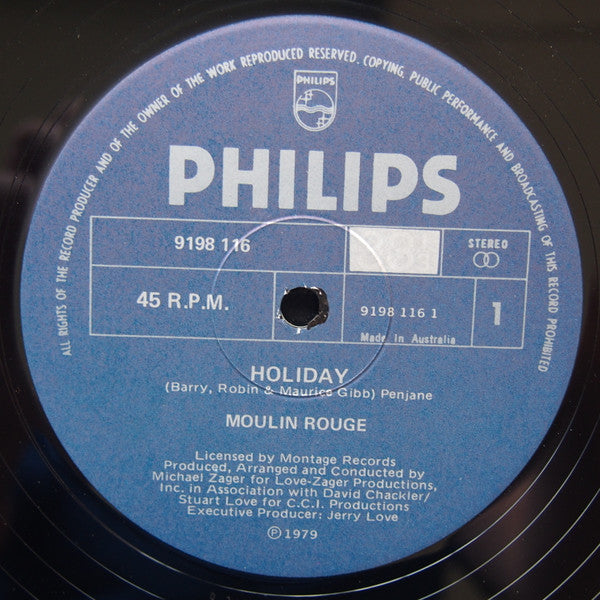 ALL RIGHTS OF THE RECORD PRODUCER AND OF THE OWNER OF THE WORK REPRODUCED RESERVED. COPYING, PUBLIC PERFORMANCE AND BROADCASTING OF THIS RECORD PROHIBITED
PHILIPS
PHILIPS
9198 116
STEREO
45 R.P.M.
9198 116 1
1
Made In Australia
HOLIDAY
(Barry, Robin & Maurice Gibb) Penjane
MOULIN ROUGE
Licensed by Montage Records
Produced, Arranged and Conducted by
Michael Zager for Love-Zager Productions,
Inc. in Association with David Chackler/
Stuart Love for C.C.I. Productions
Executive Producer: Jerry Love
℗ 1979